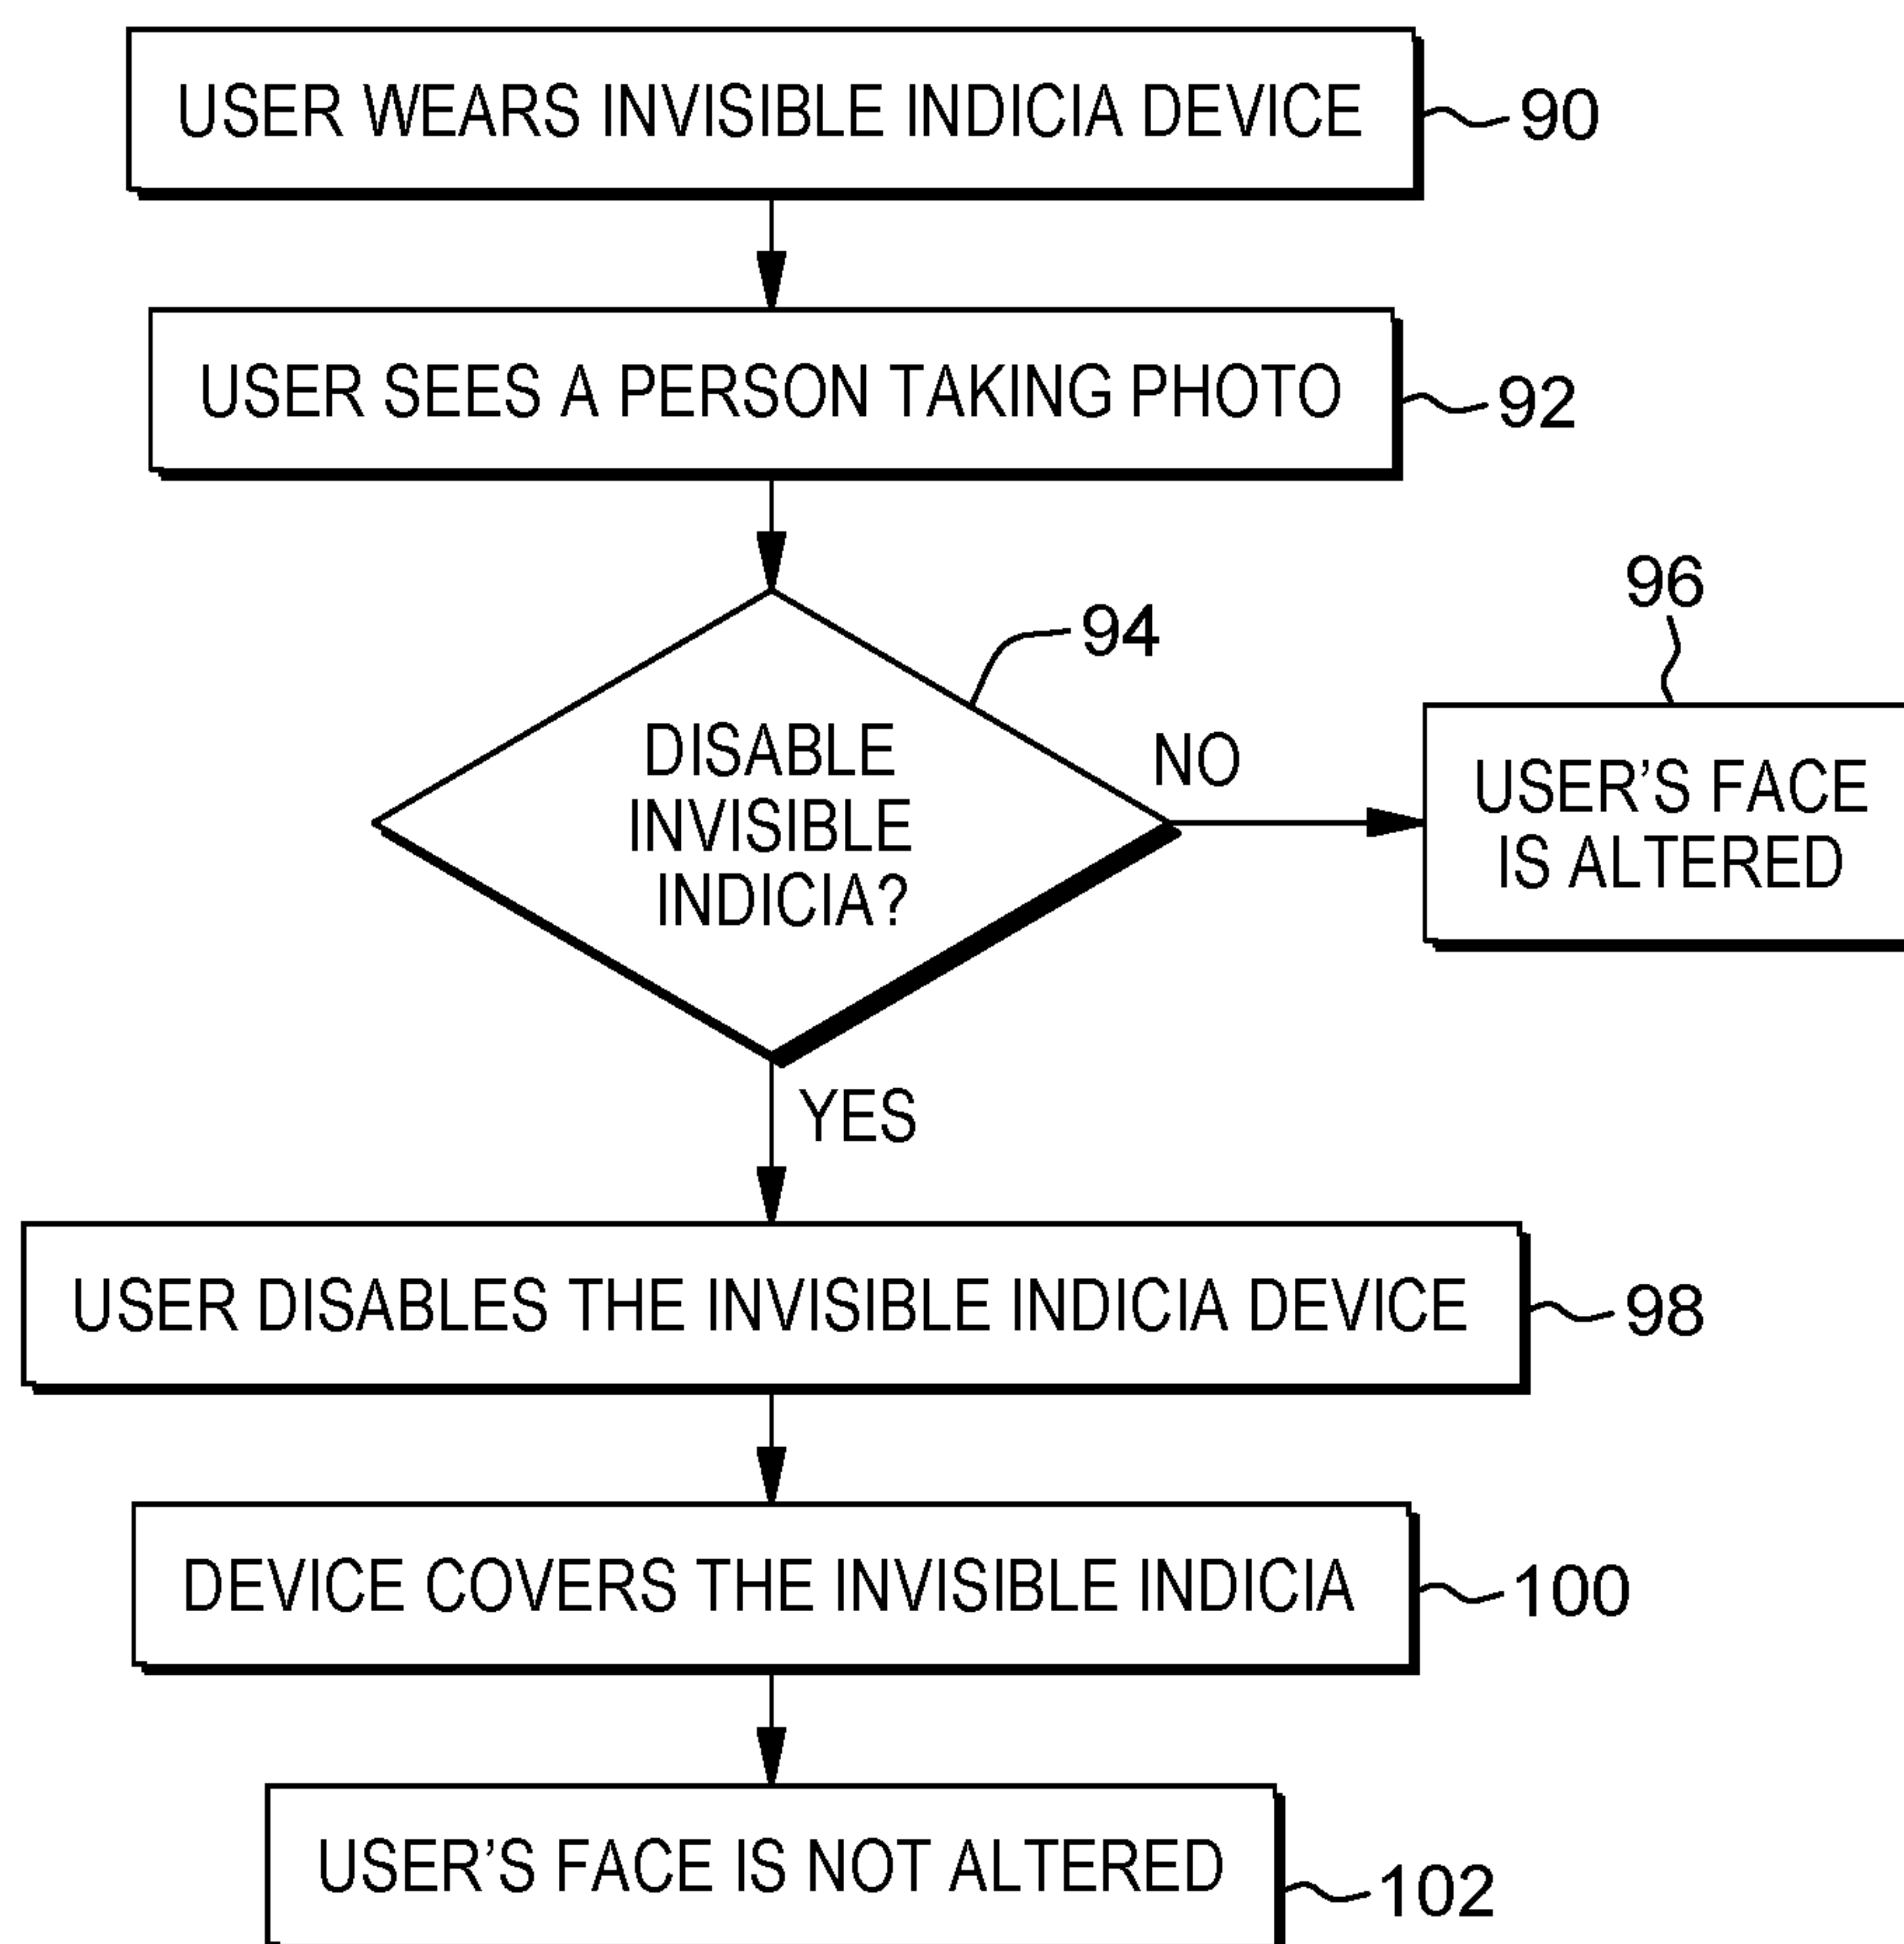 USER WEARS INVISIBLE INDICIA DEVICE
90
USER SEES A PERSON TAKING PHOTO
92
94
DISABLE
INVISIBLE
INDICIA?
NO
96
USER’S FACE
IS ALTERED
YES
USER DISABLES THE INVISIBLE INDICIA DEVICE
98
DEVICE COVERS THE INVISIBLE INDICIA
100
USER’S FACE IS NOT ALTERED
102